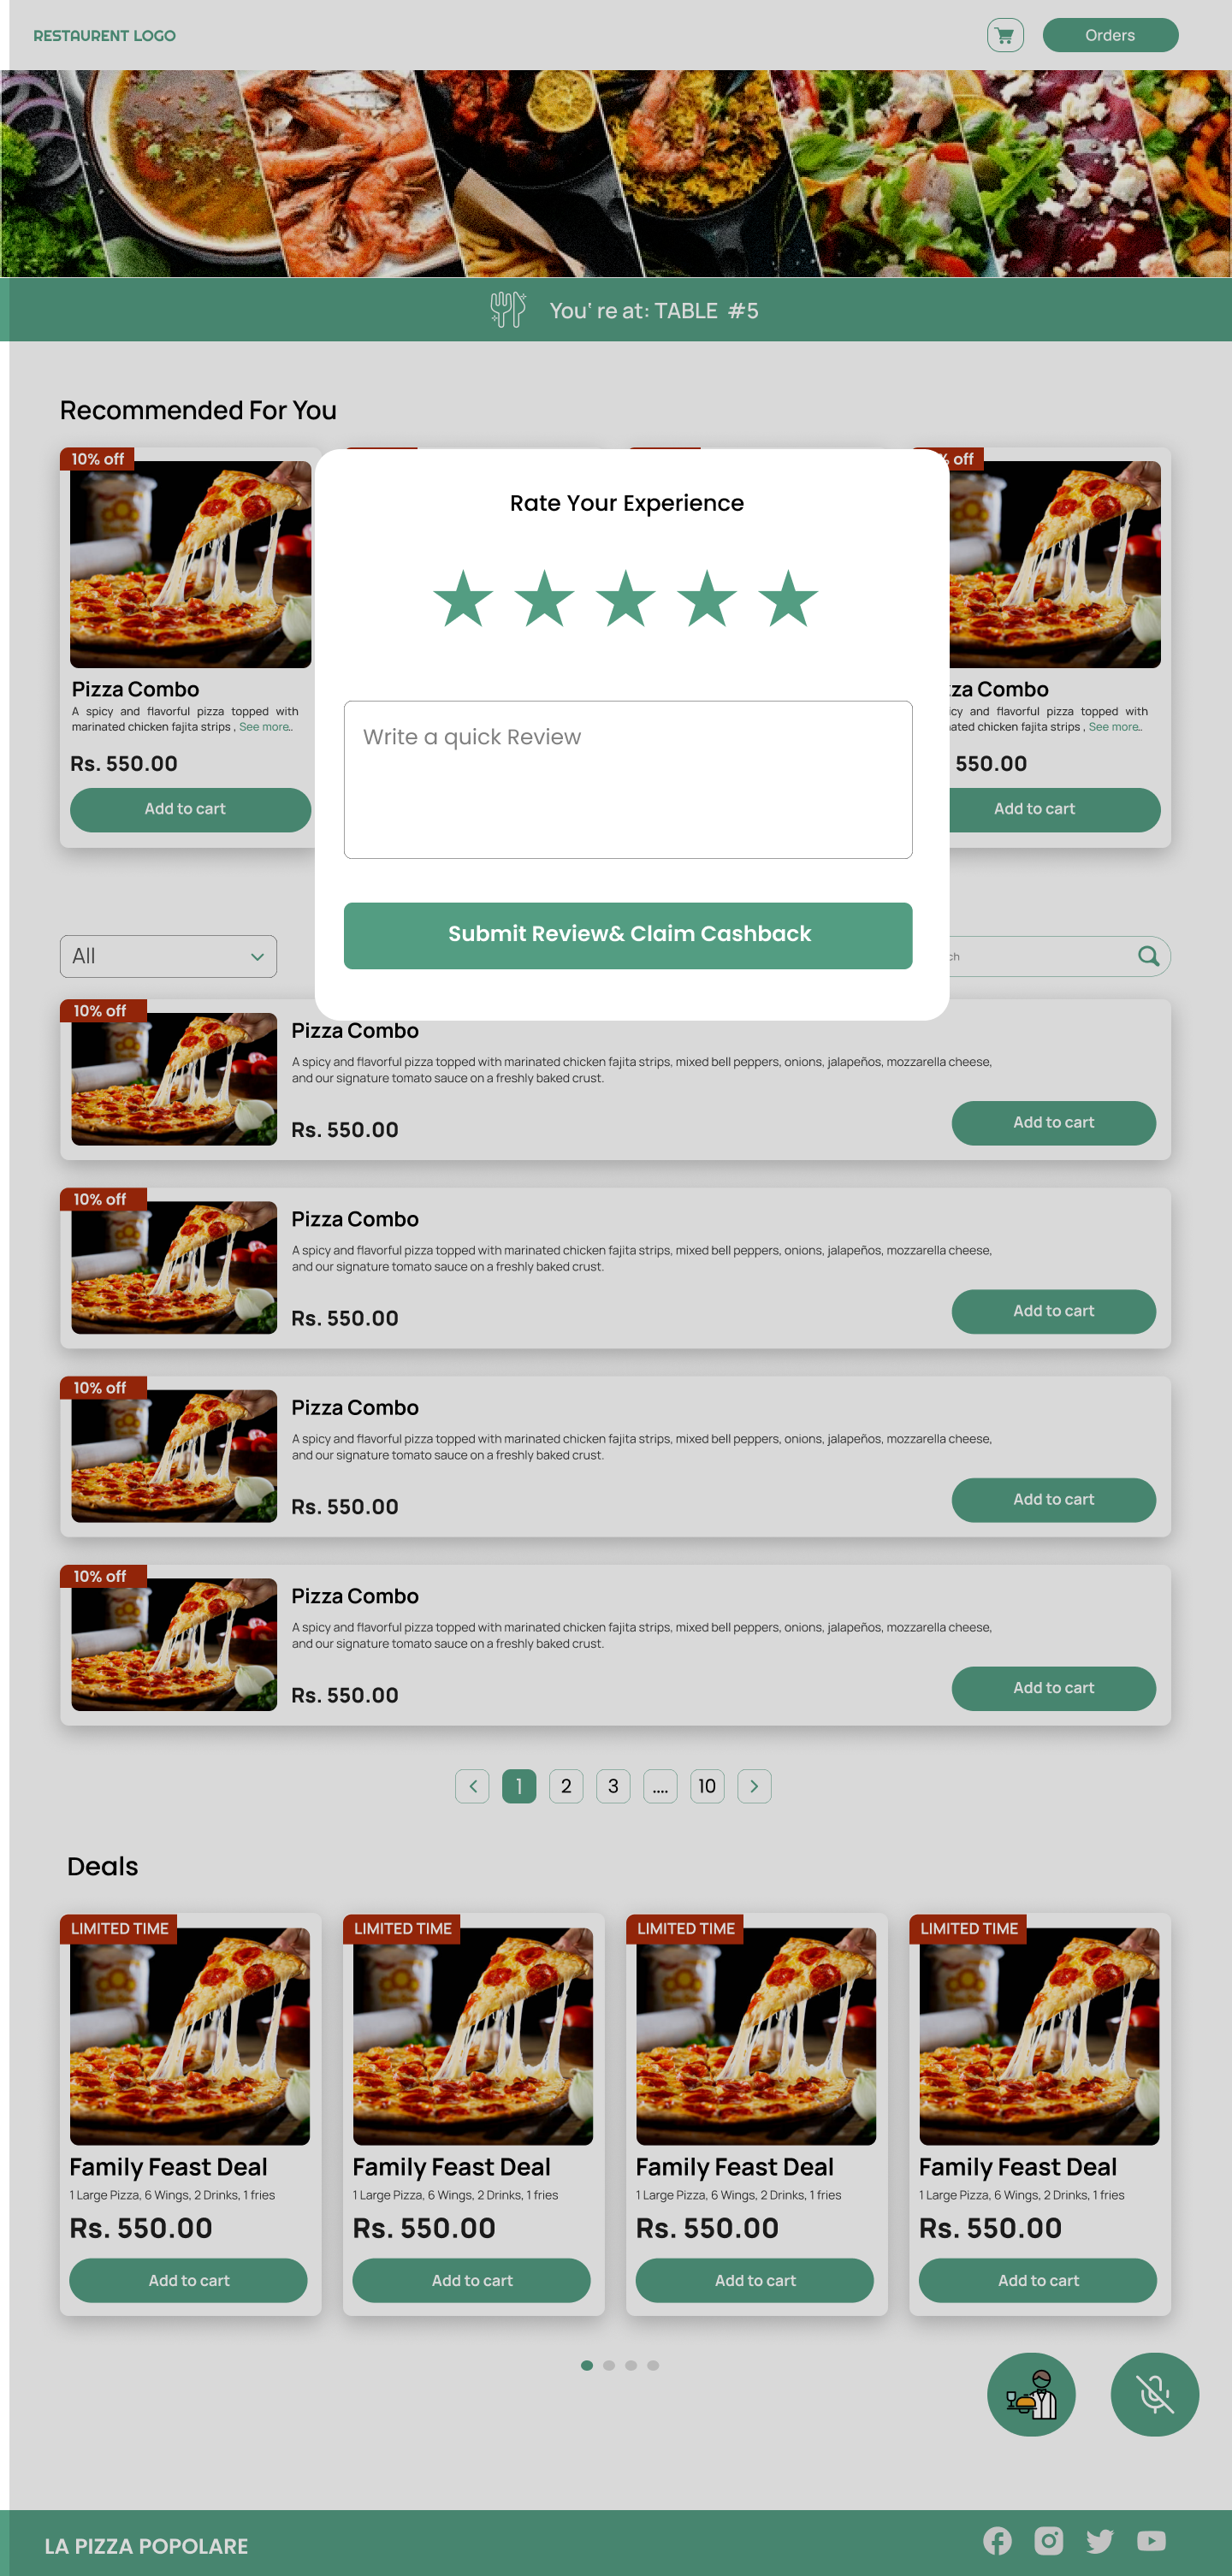 RESTAURENT LOGO
Orders
You' re at: TABLE #5
Recommended For You
10% off
off
Rate Your Experience
Pizza Combo
A spicy and flavorful pizza topped with
marinated chicken fajita strips , See more..
Rs. 550.00
Add to cart
Write a quick Review
Submit Review& Claim Cashback
Combo
and flavorful pizza topped with
chicken fajita strips , See more..
550.00
Add to cart
All
10% off
Pizza Combo
A spicy and flavorful pizza topped with marinated chicken fajita strips, mixed bell peppers, onions, jalapeños, mozzarella cheese,
and our signature tomato sauce on a freshly baked crust.
Rs. 550.00
Add to cart
10% off
Pizza Combo
A spicy and flavorful pizza topped with marinated chicken fajita strips, mixed bell peppers, onions, jalapeños, mozzarella cheese,
and our signature tomato sauce on a freshly baked crust.
Rs. 550.00
Add to cart
10% off
Pizza Combo
A spicy and flavorful pizza topped with marinated chicken fajita strips, mixed bell peppers, onions, jalapeños, mozzarella cheese,
and our signature tomato sauce on a freshly baked crust.
Rs. 550.00
Add to cart
10% off
Pizza Combo
A spicy and flavorful pizza topped with marinated chicken fajita strips, mixed bell peppers, onions, jalapeños, mozzarella cheese,
and our signature tomato sauce on a freshly baked crust.
Rs. 550.00
Add to cart
1 2 3 .... 10
Deals
LIMITED TIME
Family Feast Deal
1 Large Pizza, 6 Wings, 2 Drinks, 1 fries
Rs. 550.00
Add to cart
LIMITED TIME
Family Feast Deal
1 Large Pizza, 6 Wings, 2 Drinks, 1 fries
Rs. 550.00
Add to cart
LIMITED TIME
Family Feast Deal
1 Large Pizza, 6 Wings, 2 Drinks, 1 fries
Rs. 550.00
Add to cart
LIMITED TIME
Family Feast Deal
1 Large Pizza, 6 Wings, 2 Drinks, 1 fries
Rs. 550.00
Add to cart
LA PIZZA POPOLARE